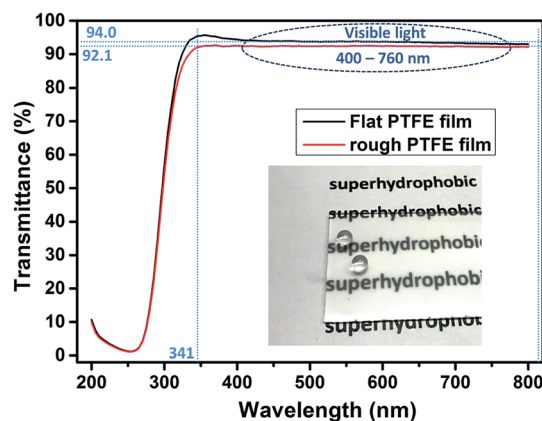 94.0
92.1
100
90
80
70
60
50
40
30
20
10
0
Transmittance (%)
Visible light
400 – 760 nm
Flat PTFE film
rough PTFE film
superhydrophobic
superhydrophobic
superhydrophobic
superhydrophobic
superhydrophobic
341
200 300 400 500 600 700 800
Wavelength (nm)